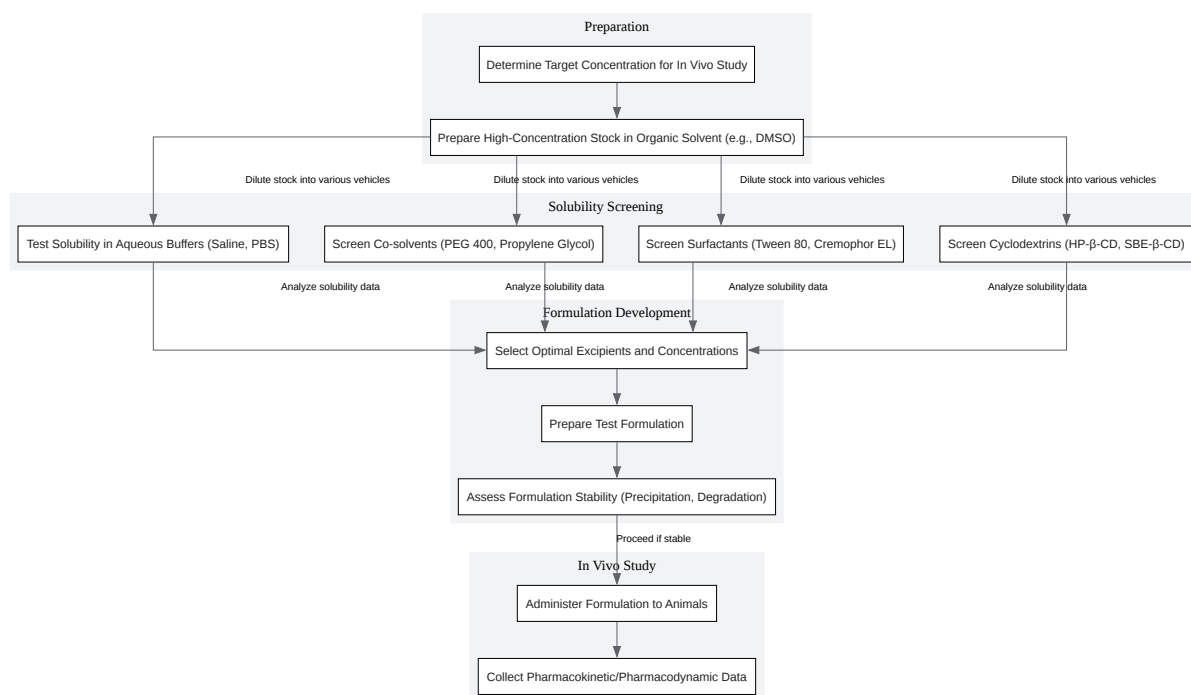 Preparation
Determine Target Concentration for In Vivo Study
Prepare High-Concentration Stock in Organic Solvent (e.g., DMSO)
Dilute stock into various vehicles
Dilute stock into various vehicles
Dilute stock into various vehicles
Dilute stock into various vehicles
Solubility Screening
Test Solubility in Aqueous Buffers (Saline, PBS)
Screen Co-solvents (PEG 400, Propylene Glycol)
Screen Surfactants (Tween 80, Cremophor EL)
Screen Cyclodextrins (HP-β-CD, SBE-β-CD)
Analyze solubility data
Analyze solubility data
Analyze solubility data
Analyze solubility data
Formulation Development
Select Optimal Excipients and Concentrations
Prepare Test Formulation
Assess Formulation Stability (Precipitation, Degradation)
Proceed if stable
In Vivo Study
Administer Formulation to Animals
Collect Pharmacokinetic/Pharmacodynamic Data